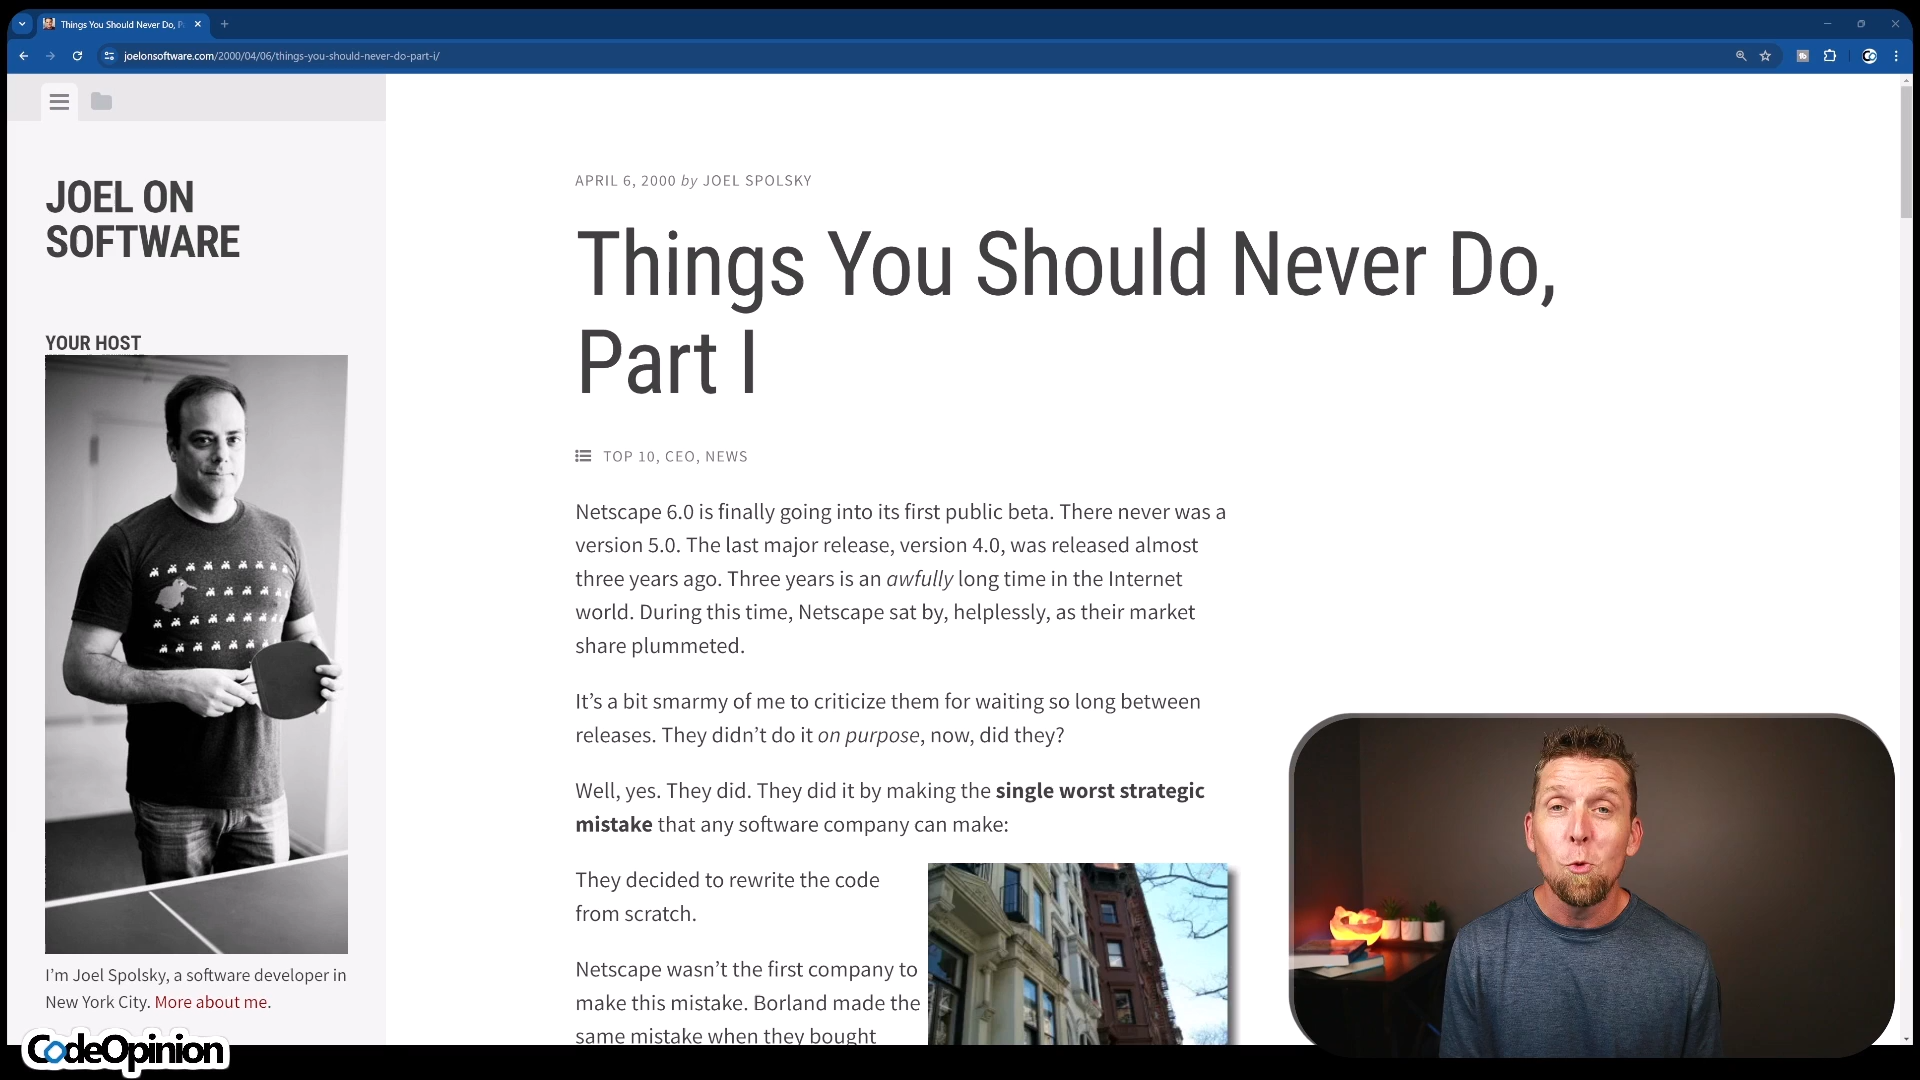 Things You Should Never Do, P
joelonsoftware.com/2000/04/06/things-you-should-never-do-part-i/
JOEL ON
SOFTWARE
YOUR HOST
I'm Joel Spolsky, a software developer in
New York City. More about me.
APRIL 6, 2000 by JOEL SPOLSKY
Things You Should Never Do,
Part I
TOP 10, CEO, NEWS
Netscape 6.0 is finally going into its first public beta. There never was a
version 5.0. The last major release, version 4.0, was released almost
three years ago. Three years is an awfully long time in the Internet
world. During this time, Netscape sat by, helplessly, as their market
share plummeted.
It's a bit smarmy of me to criticize them for waiting so long between
releases. They didn't do it on purpose, now, did they?
Well, yes. They did. They did it by making the single worst strategic
mistake that any software company can make:
They decided to rewrite the code
from scratch.
Netscape wasn't the first company to
make this mistake. Borland made the
same mistake when they bought
CodeOpinion